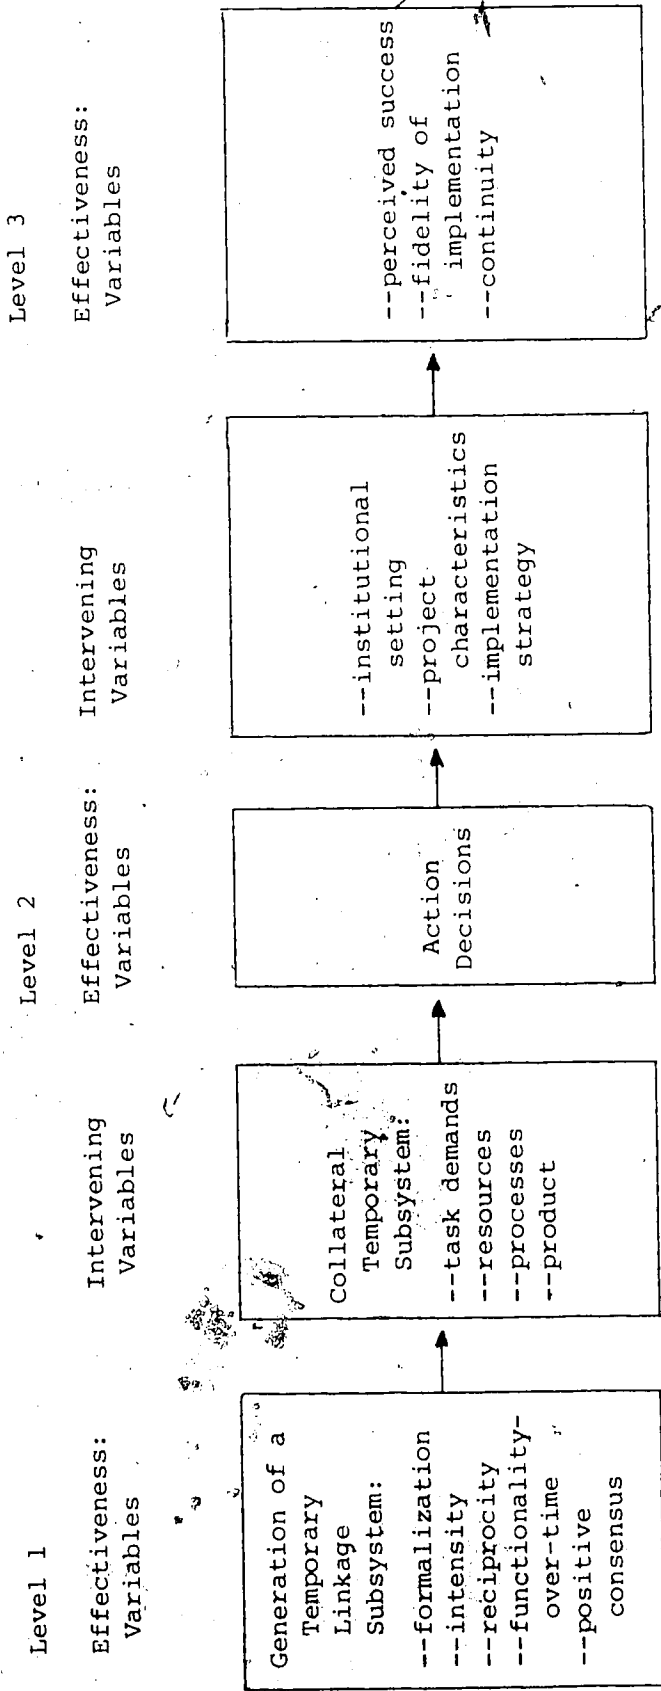 Level 1
Effectiveness:
Variables
Generation of a
Temporary
Linkage
Subsystem:
--formalization
--intensity
--reciprocity
--functionality-
over-time
--positive
consensus
Intervening
Variables
Collateral
Temporary
Subsystem:
--task demands
--resources
--processes
--product
Level 2
Effectiveness:
Variables
Action
Decisions
Intervening
Variables
--institutional
setting
--project
characteristics
--implementation
strategy
Level 3
Effectiveness:
Variables
--perceived success
--fidelity of
implementation
--continuity